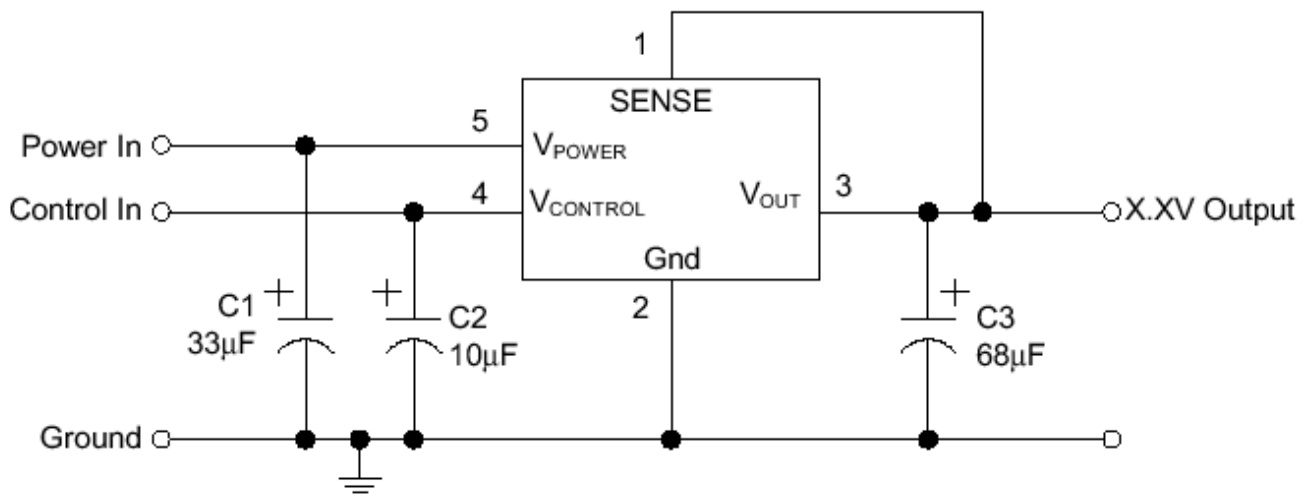 1
SENSE
Power In
5
VPOWER
Control In
4
VCONTROL
VOUT
3
X.XV Output
Gnd
2
+
C1
33μF
+
C2
10μF
+
C3
68μF
Ground